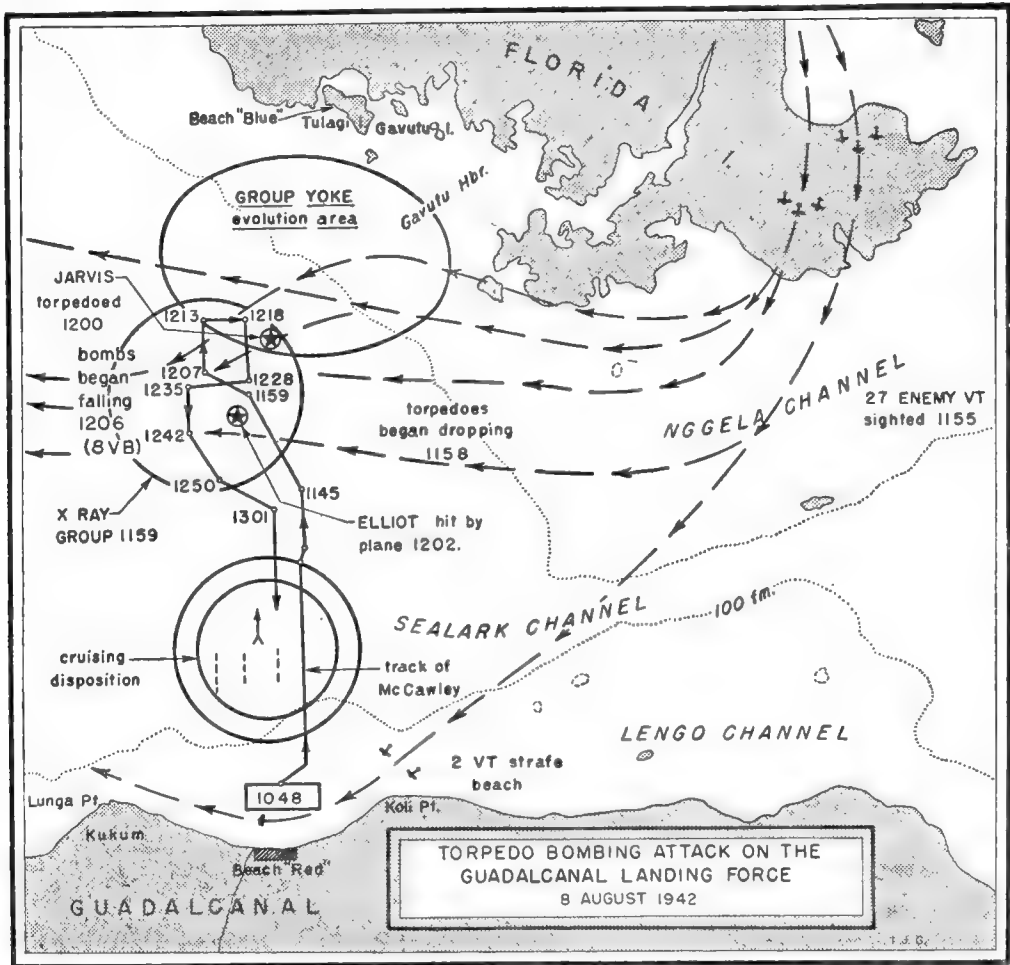 FLORIDA
Beach "Blue"
Tulagi
Gavutu I.
Gavutu Hbr.
GROUP YOKE
evolution area
JARVIS
torpedoed
1200
1213
1218
bombs
began
falling
1206
(8 VB)
1207
1235
1228
1159
1242
torpedoes
began dropping
1158
NGGELA CHANNEL
27 ENEMY VT
sighted 1155
1250
1145
1301
X RAY
GROUP 1159
ELLIOT hit by
plane 1202.
SEALARK CHANNEL
100 fm.
cruising
disposition
track of
McCawley
LENGO CHANNEL
2 VT strafe
beach
1048
Lunga Pt.
Koli Pt.
Kukum
Beach "Red"
GUADALCANAL
TORPEDO BOMBING ATTACK ON THE
GUADALCANAL LANDING FORCE
8 AUGUST 1942